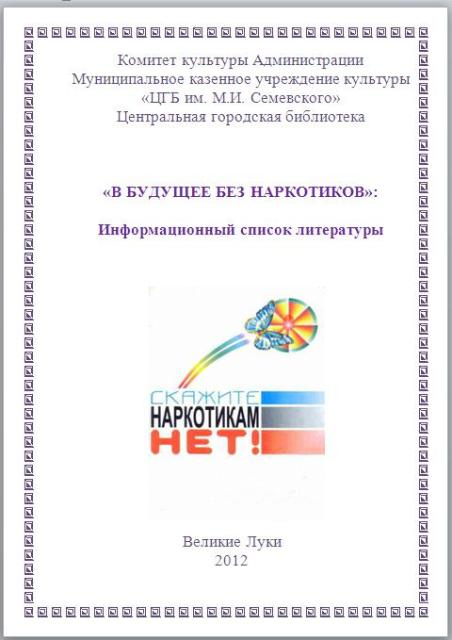 Комитет культуры Администрации
Муниципальное казенное учреждение культуры
«ЦГБ им. М.И. Семевского»
Центральная городская библиотека
«В БУДУЩЕЕ БЕЗ НАРКОТИКОВ»:
Информационный список литературы
СКАЖИТЕ
НАРКОТИКАМ
НЕТ!
Великие Луки
2012